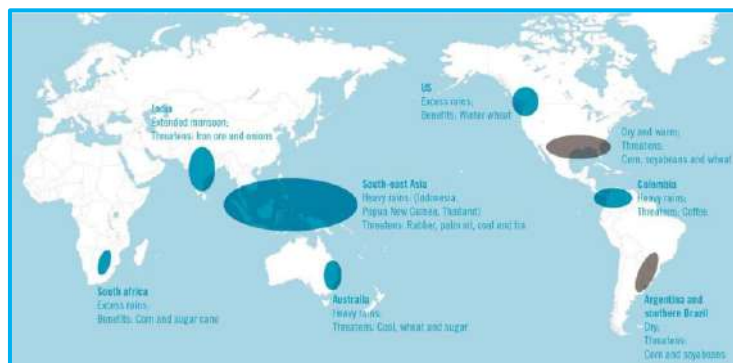 India
Extended monsoon;
Threatens: Iron ore and onions
US
Excess rains;
Benefits: Winter wheat
Dry and warm;
Threatens:
Corn, soyabeans and wheat
South-east Asia
Heavy rains: (Indonesia,
Papua New Guinea, Thailand)
Threatens: Rubber, palm oil, coal and tin
Colombia
Heavy rains;
Threatens: Coffee
South africa
Excess rains;
Benefits: Corn and sugar cane
Australia
Heavy rains;
Threatens: Coal, wheat and sugar
Argentina and
southern Brazil
Dry;
Threatens:
Corn and soyabeans